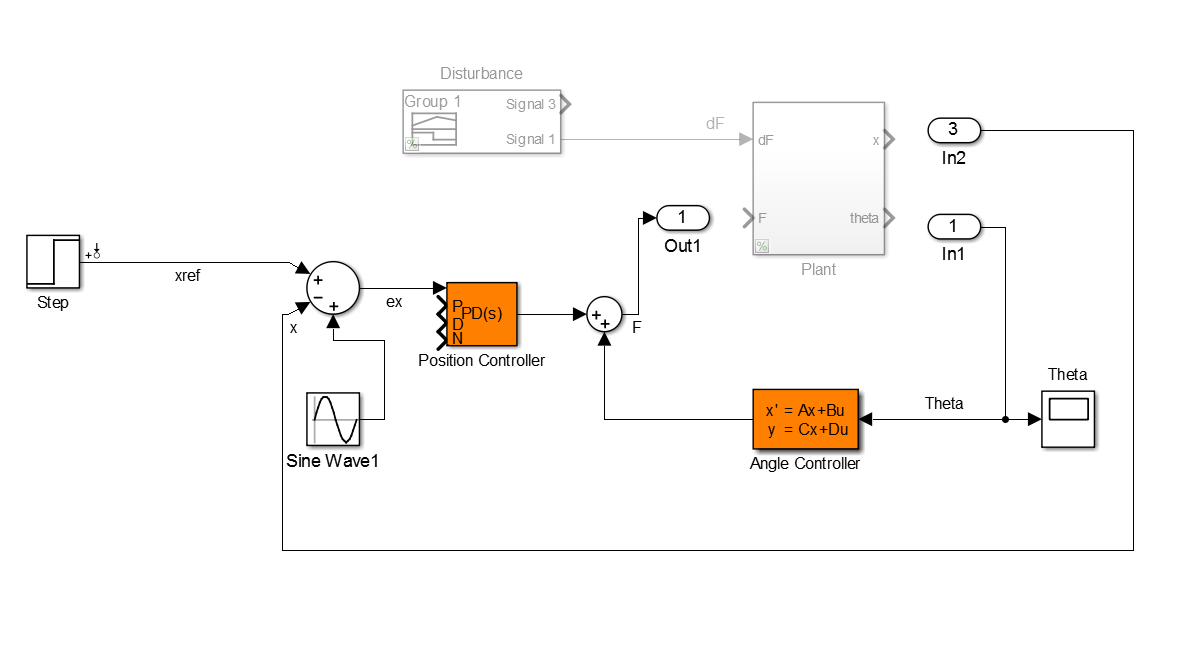 Disturbance
Group 1
Signal 3
Signal 1
%
dF
dF
x
F
theta
%
Plant
3
In2
1
In1
1
Out1
Step
+
xref
+
−
+
x
ex
P
D
N
PD(s)
Position Controller
+
+
F
Sine Wave1
x' = Ax+Bu
y = Cx+Du
Angle Controller
Theta
Theta